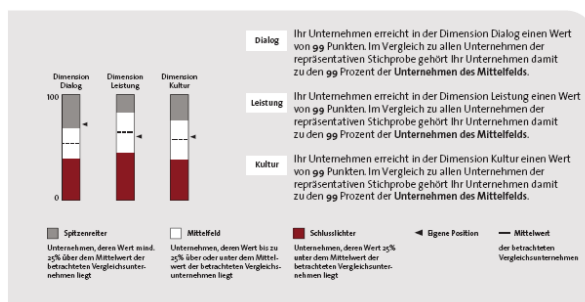 Dialog
Ihr Unternehmen erreicht in der Dimension Dialog einen Wert
von 99 Punkten. Im Vergleich zu allen Unternehmen der
repräsentativen Stichprobe gehört Ihr Unternehmen damit
zu den 99 Prozent der Unternehmen des Mittelfelds.
Leistung
Ihr Unternehmen erreicht in der Dimension Leistung einen Wert
von 99 Punkten. Im Vergleich zu allen Unternehmen der
repräsentativen Stichprobe gehört Ihr Unternehmen damit
zu den 99 Prozent der Unternehmen des Mittelfelds.
Kultur
Ihr Unternehmen erreicht in der Dimension Kultur einen Wert
von 99 Punkten. Im Vergleich zu allen Unternehmen der
repräsentativen Stichprobe gehört Ihr Unternehmen damit
zu den 99 Prozent der Unternehmen des Mittelfelds.
Dimension
Dialog
Dimension
Leistung
Dimension
Kultur
100
0
Spitzenreiter
Unternehmen, deren Wert mind.
25% über dem Mittelwert der
betrachteten Vergleichsunter-
nehmen liegt
Mittelfeld
Unternehmen, deren Wert bis zu
25% über oder unter dem Mittel-
wert der betrachteten Vergleichs-
unternehmen liegt
Schlusslichter
Unternehmen, deren Wert 25%
unter dem Mittelwert der
betrachteten Vergleichsunter-
nehmen liegt
Eigene Position
Mittelwert
der betrachteten
Vergleichsunternehmen